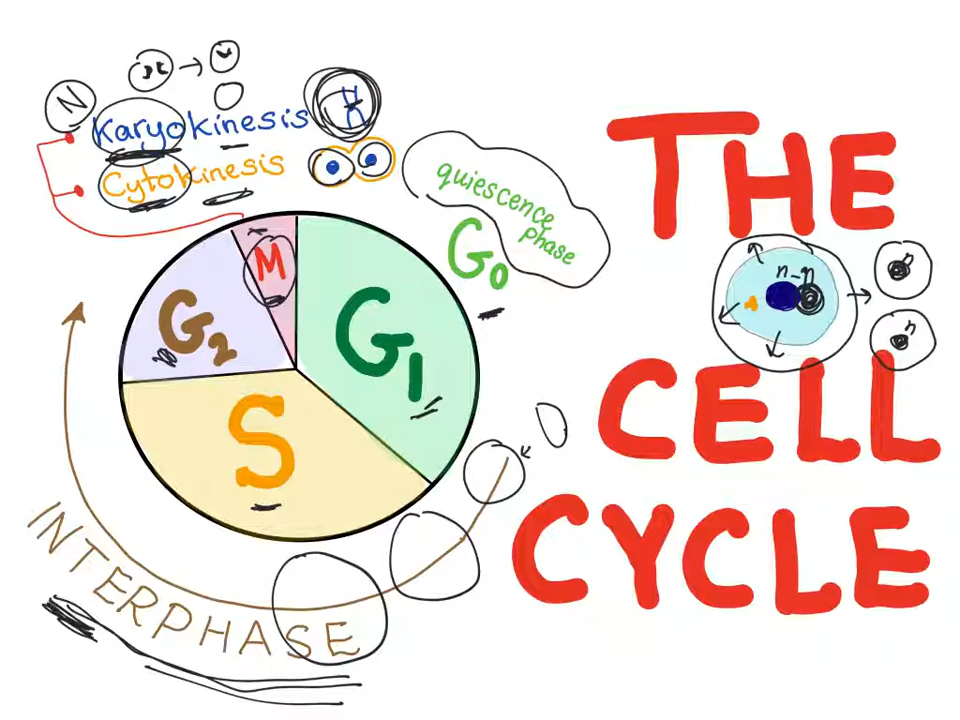 N
Karyokinesis
Cytokinesis
quiescence
phase
G0
M
G2
G1
S
INTERPHASE
THE
n-n
n
n
CELL
CYCLE